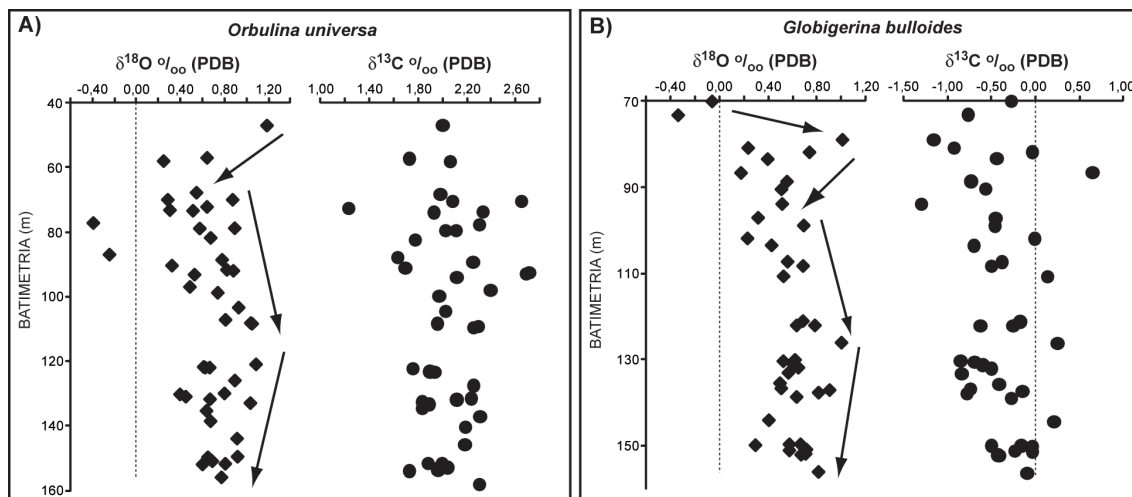 A)
Orbulina universa
δ18O o/oo (PDB)
δ13C o/oo (PDB)
-0,40 0,00 0,40 0,80 1,20
1,00 1,40 1,80 2,20 2,60
40
60
80
100
120
140
160
BATIMETRIA (m)
B)
Globigerina bulloides
δ18O o/oo (PDB)
δ13C o/oo (PDB)
-0,40 0,00 0,40 0,80
-1,50 -1,00 -0,50 0,00 0,50 1,00
70
90
110
130
150
BATIMETRIA (m)